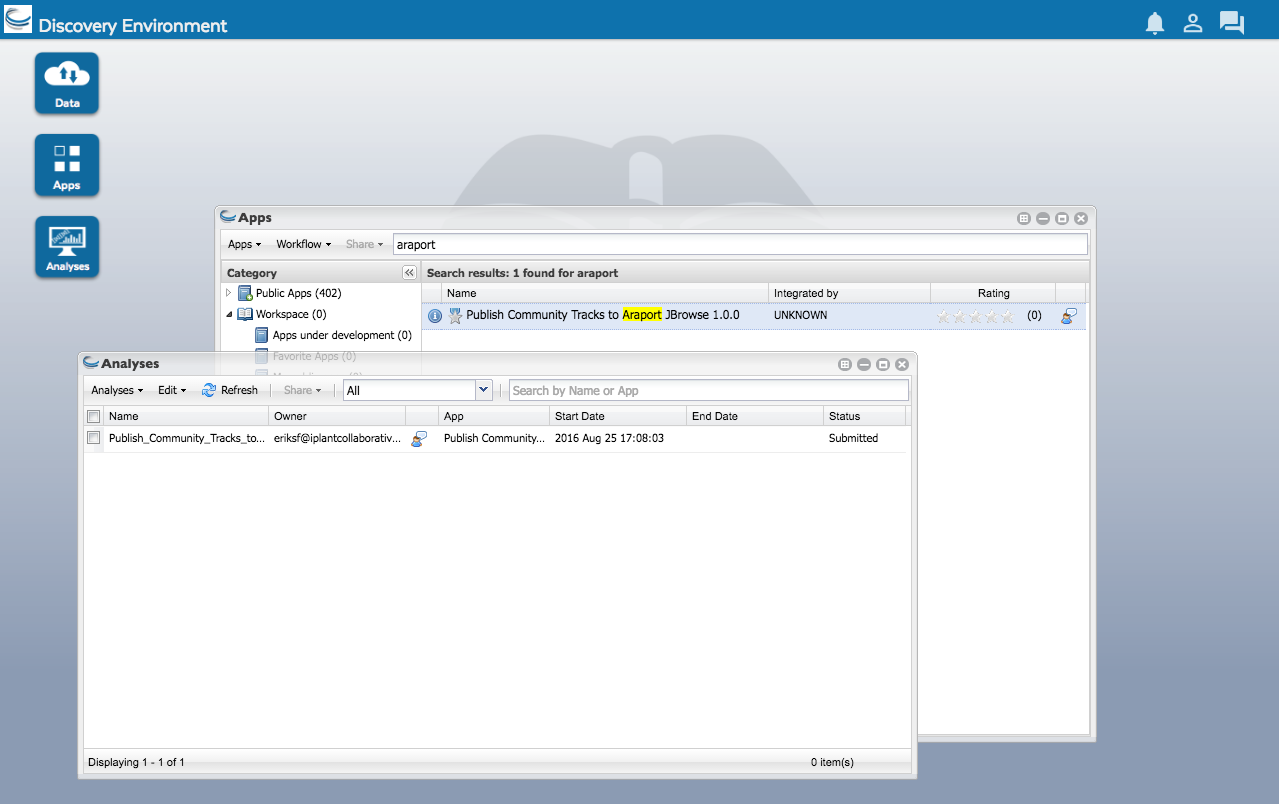 Discovery Environment
Data
Apps
Analyses
Apps
Apps Workflow Share araport
Category Search results: 1 found for araport
Name Integrated by Rating
Public Apps (402)
Publish Community Tracks to Araport JBrowse 1.0.0 UNKNOWN (0)
Workspace (0)
Apps under development (0)
Favorite Apps (0)
Analyses
Analyses Edit Refresh Share All Search by Name or App
Name Owner App Start Date End Date Status
Publish_Community_Tracks_to... eriksf@iplantcollaborativ... Publish Community... 2016 Aug 25 17:08:03 Submitted
Displaying 1 - 1 of 1 0 item(s)